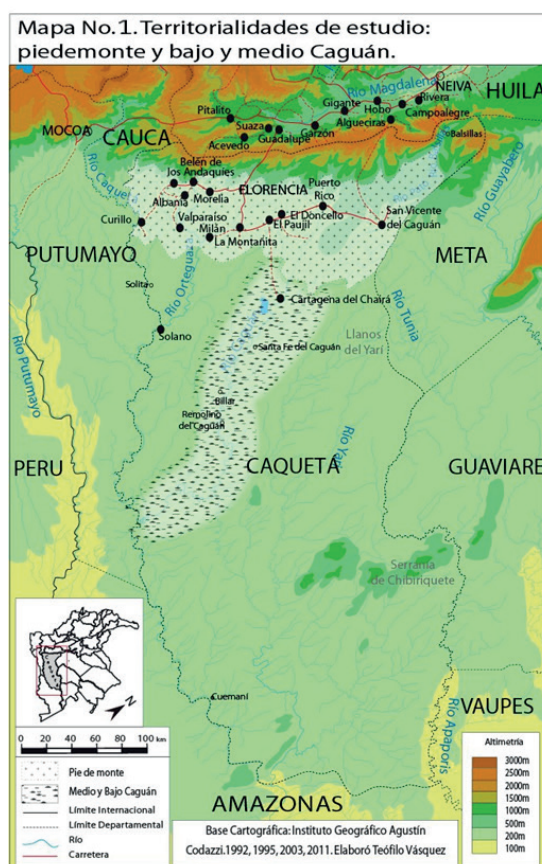 Mapa No.1. Territorialidades de estudio:
piedemonte y bajo y medio Caguán.
Río Magdalena
NEIVA
HUILA
Pitalito
Gigante
Hobo
Rivera
MOCOA
CAUCA
Suaza
Algueciras
Campoalegre
Acevedo
Guadalupe
Garzón
Balsillas
Río Guayabero
Río Caquetá
Belén de
los Andaquíes
FLORENCIA
Puerto
Rico
Albania
Morelia
El Doncello
San Vicente
del Caguán
Curillo
Valparaíso
Milán
El Paujil
La Montañita
PUTUMAYO
META
Solita
Río Orteguaza
Cartagena del Chairá
Río Tunia
Solano
Llanos
del Yarí
Santa Fe del Caguán
Río Putumayo
Billar
Remolino
del Caguán
PERU
CAQUETÁ
Río Yarí
GUAVIARE
Serranía
de Chibiriquete
Cuemaní
VAUPES
Río Apaporis
AMAZONAS
N
0 20 40 60 80 100 km
Pie de monte
Medio y Bajo Caguán
Límite Internacional
Límite Departamental
Río
Carretera
Base Cartográfica: Instituto Geográfico Agustín
Codazzi.1992, 1995, 2003, 2011. Elaboró Teófilo Vásquez
Altimetría
3000m
2500m
2000m
1500m
1000m
500m
200m
100m